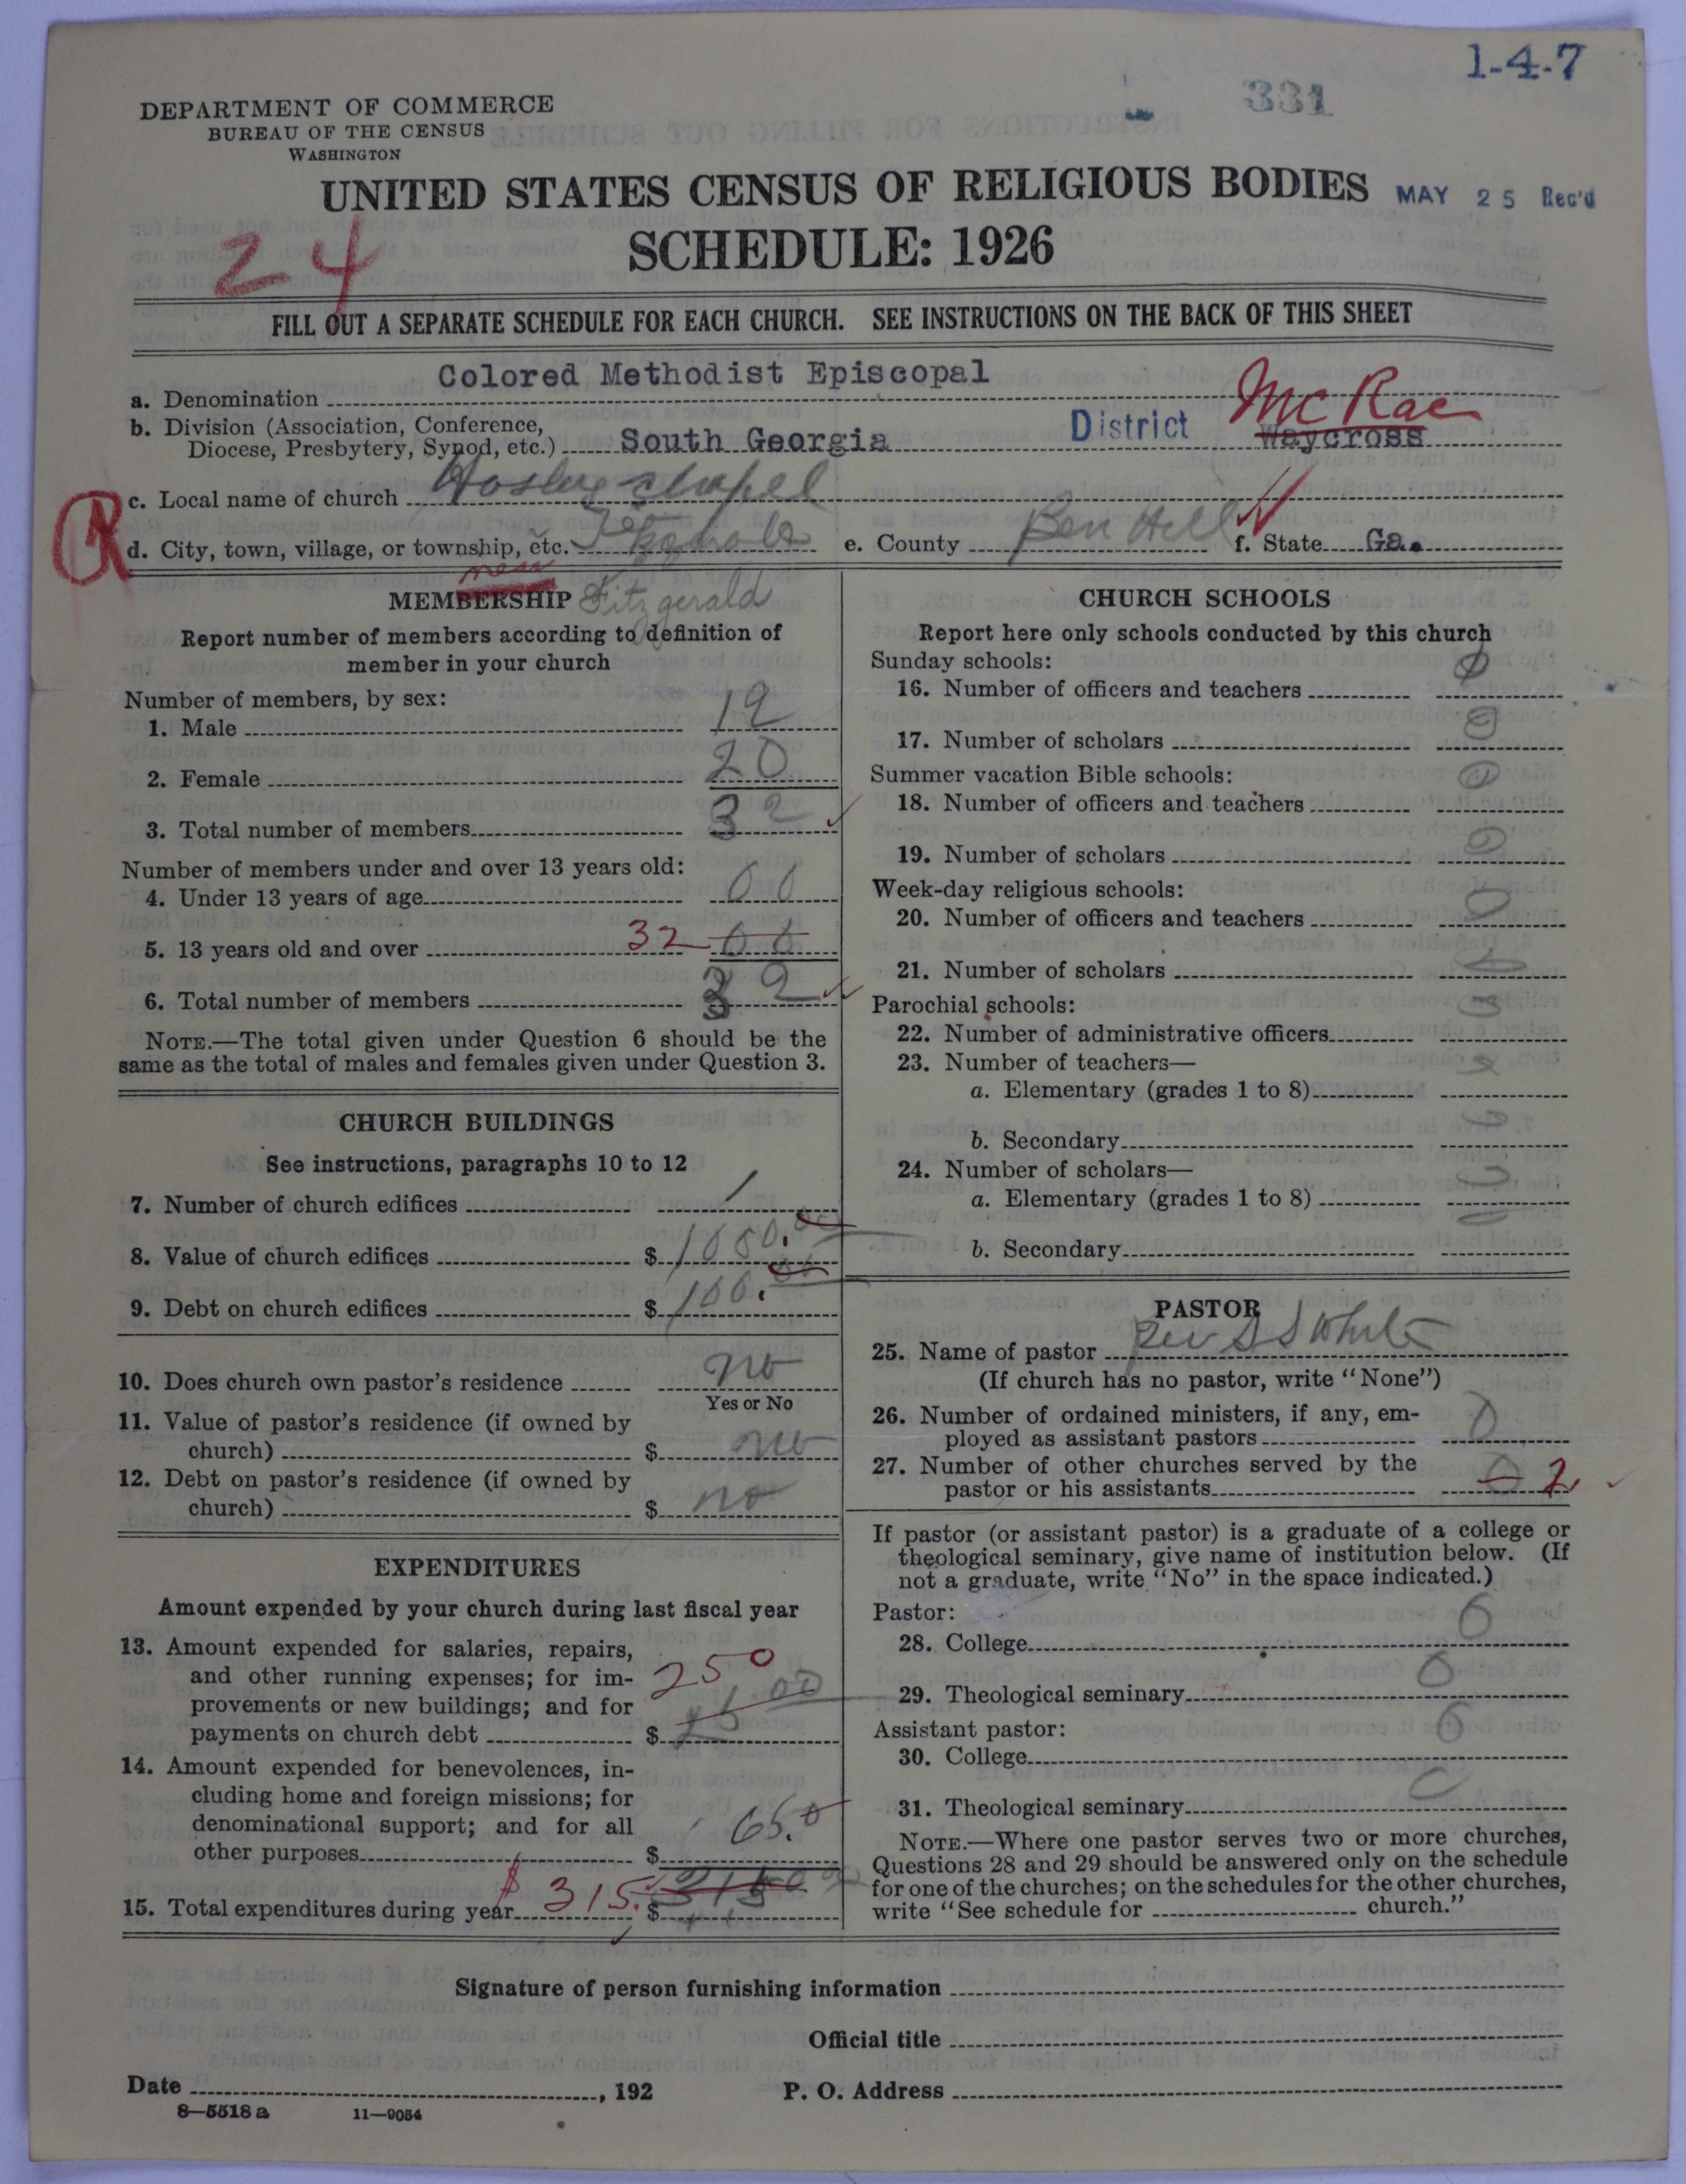 1-4-7
331
DEPARTMENT OF COMMERCE
BUREAU OF THE CENSUS
WASHINGTON
UNITED STATES CENSUS OF RELIGIOUS BODIES
MAY 25 Rec'd
SCHEDULE: 1926
24
FILL OUT A SEPARATE SCHEDULE FOR EACH CHURCH. SEE INSTRUCTIONS ON THE BACK OF THIS SHEET
a. Denomination Colored Methodist Episcopal
b. Division (Association, Conference, Diocese, Presbytery, Synod, etc.) South Georgia District Waycross McRae
c. Local name of church Chapel
d. City, town, village, or township, etc. e. County Ben Hill f. State Ga.
near Fitzgerald
MEMBERSHIP
Report number of members according to definition of
member in your church
Number of members, by sex:
1. Male 12
2. Female 20
3. Total number of members 32
Number of members under and over 13 years old:
4. Under 13 years of age 00
5. 13 years old and over 32 00
6. Total number of members 32
NOTE.—The total given under Question 6 should be the
same as the total of males and females given under Question 3.
CHURCH BUILDINGS
See instructions, paragraphs 10 to 12
7. Number of church edifices 1
8. Value of church edifices $ 1000.00
9. Debt on church edifices $ 100.00
10. Does church own pastor's residence no
Yes or No
11. Value of pastor's residence (if owned by
church) $ no
12. Debt on pastor's residence (if owned by
church) $ no
EXPENDITURES
Amount expended by your church during last fiscal year
13. Amount expended for salaries, repairs,
and other running expenses; for im-
provements or new buildings; and for
payments on church debt $ 250
14. Amount expended for benevolences, in-
cluding home and foreign missions; for
denominational support; and for all
other purposes $ 65.0
15. Total expenditures during year $ 315. $
CHURCH SCHOOLS
Report here only schools conducted by this church
Sunday schools:
16. Number of officers and teachers 0
17. Number of scholars 0
Summer vacation Bible schools:
18. Number of officers and teachers 0
19. Number of scholars 0
Week-day religious schools:
20. Number of officers and teachers 0
21. Number of scholars 0
Parochial schools:
22. Number of administrative officers 0
23. Number of teachers—
a. Elementary (grades 1 to 8) 0
b. Secondary 0
24. Number of scholars—
a. Elementary (grades 1 to 8) 0
b. Secondary 0
PASTOR
25. Name of pastor Rev S S White
(If church has no pastor, write "None")
26. Number of ordained ministers, if any, em-
ployed as assistant pastors 0
27. Number of other churches served by the
pastor or his assistants 0 2
If pastor (or assistant pastor) is a graduate of a college or
theological seminary, give name of institution below. (If
not a graduate, write "No" in the space indicated.)
Pastor:
28. College 0
29. Theological seminary 0
Assistant pastor:
30. College 0
31. Theological seminary 0
NOTE.—Where one pastor serves two or more churches,
Questions 28 and 29 should be answered only on the schedule
for one of the churches; on the schedules for the other churches,
write "See schedule for church."
Signature of person furnishing information
Official title
Date , 192 P. O. Address
8—5518 a 11—9054